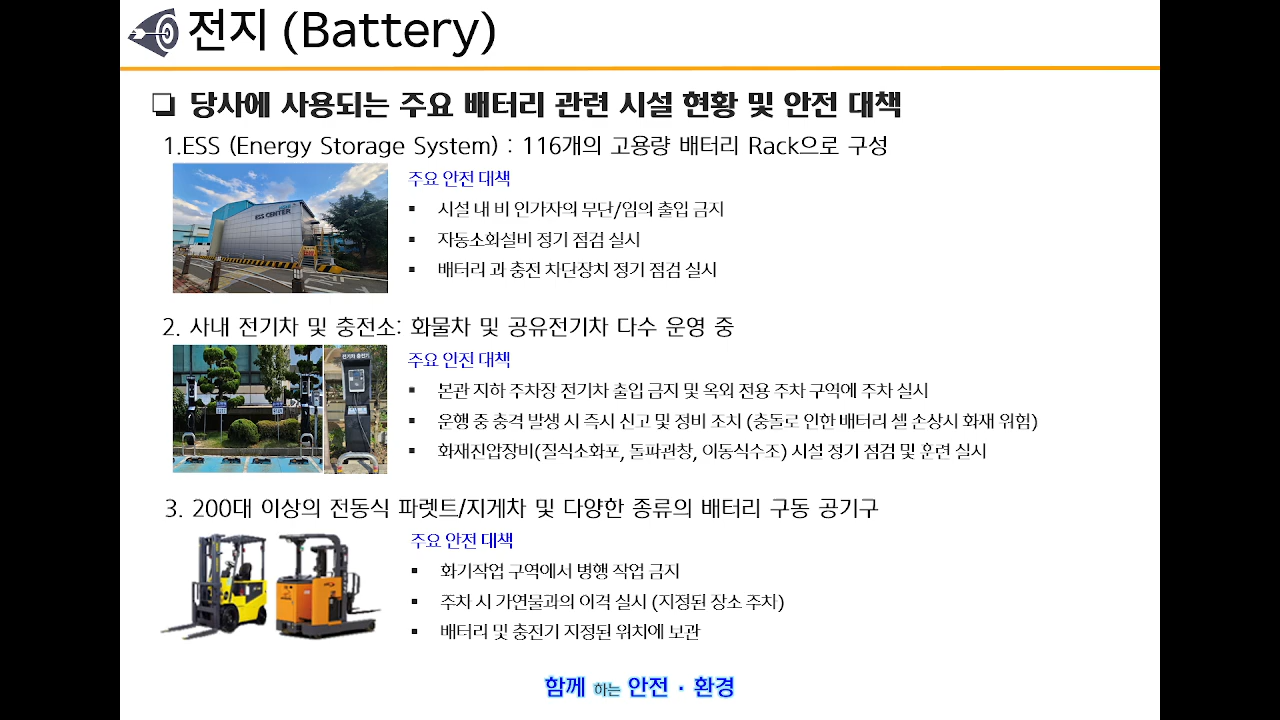 전지 (Battery)
❏ 당사에 사용되는 주요 배터리 관련 시설 현황 및 안전 대책
1.ESS (Energy Storage System) : 116개의 고용량 배터리 Rack으로 구성
ESS CENTER
주요 안전 대책
▪ 시설 내 비 인가자의 무단/임의 출입 금지
▪ 자동소화설비 정기 점검 실시
▪ 배터리 과 충전 차단장치 정기 점검 실시
2. 사내 전기차 및 충전소: 화물차 및 공유전기차 다수 운영 중
전기차 충전기
주요 안전 대책
▪ 본관 지하 주차장 전기차 출입 금지 및 옥외 전용 주차 구역에 주차 실시
▪ 운행 중 충격 발생 시 즉시 신고 및 정비 조치 (충돌로 인한 배터리 셀 손상시 화재 위험)
▪ 화재진압장비(질식소화포, 돌파관창, 이동식수조) 시설 정기 점검 및 훈련 실시
3. 200대 이상의 전동식 파렛트/지게차 및 다양한 종류의 배터리 구동 공기구
주요 안전 대책
▪ 화기작업 구역에서 병행 작업 금지
▪ 주차 시 가연물과의 이격 실시 (지정된 장소 주차)
▪ 배터리 및 충전기 지정된 위치에 보관
함께 하는 안전 · 환경